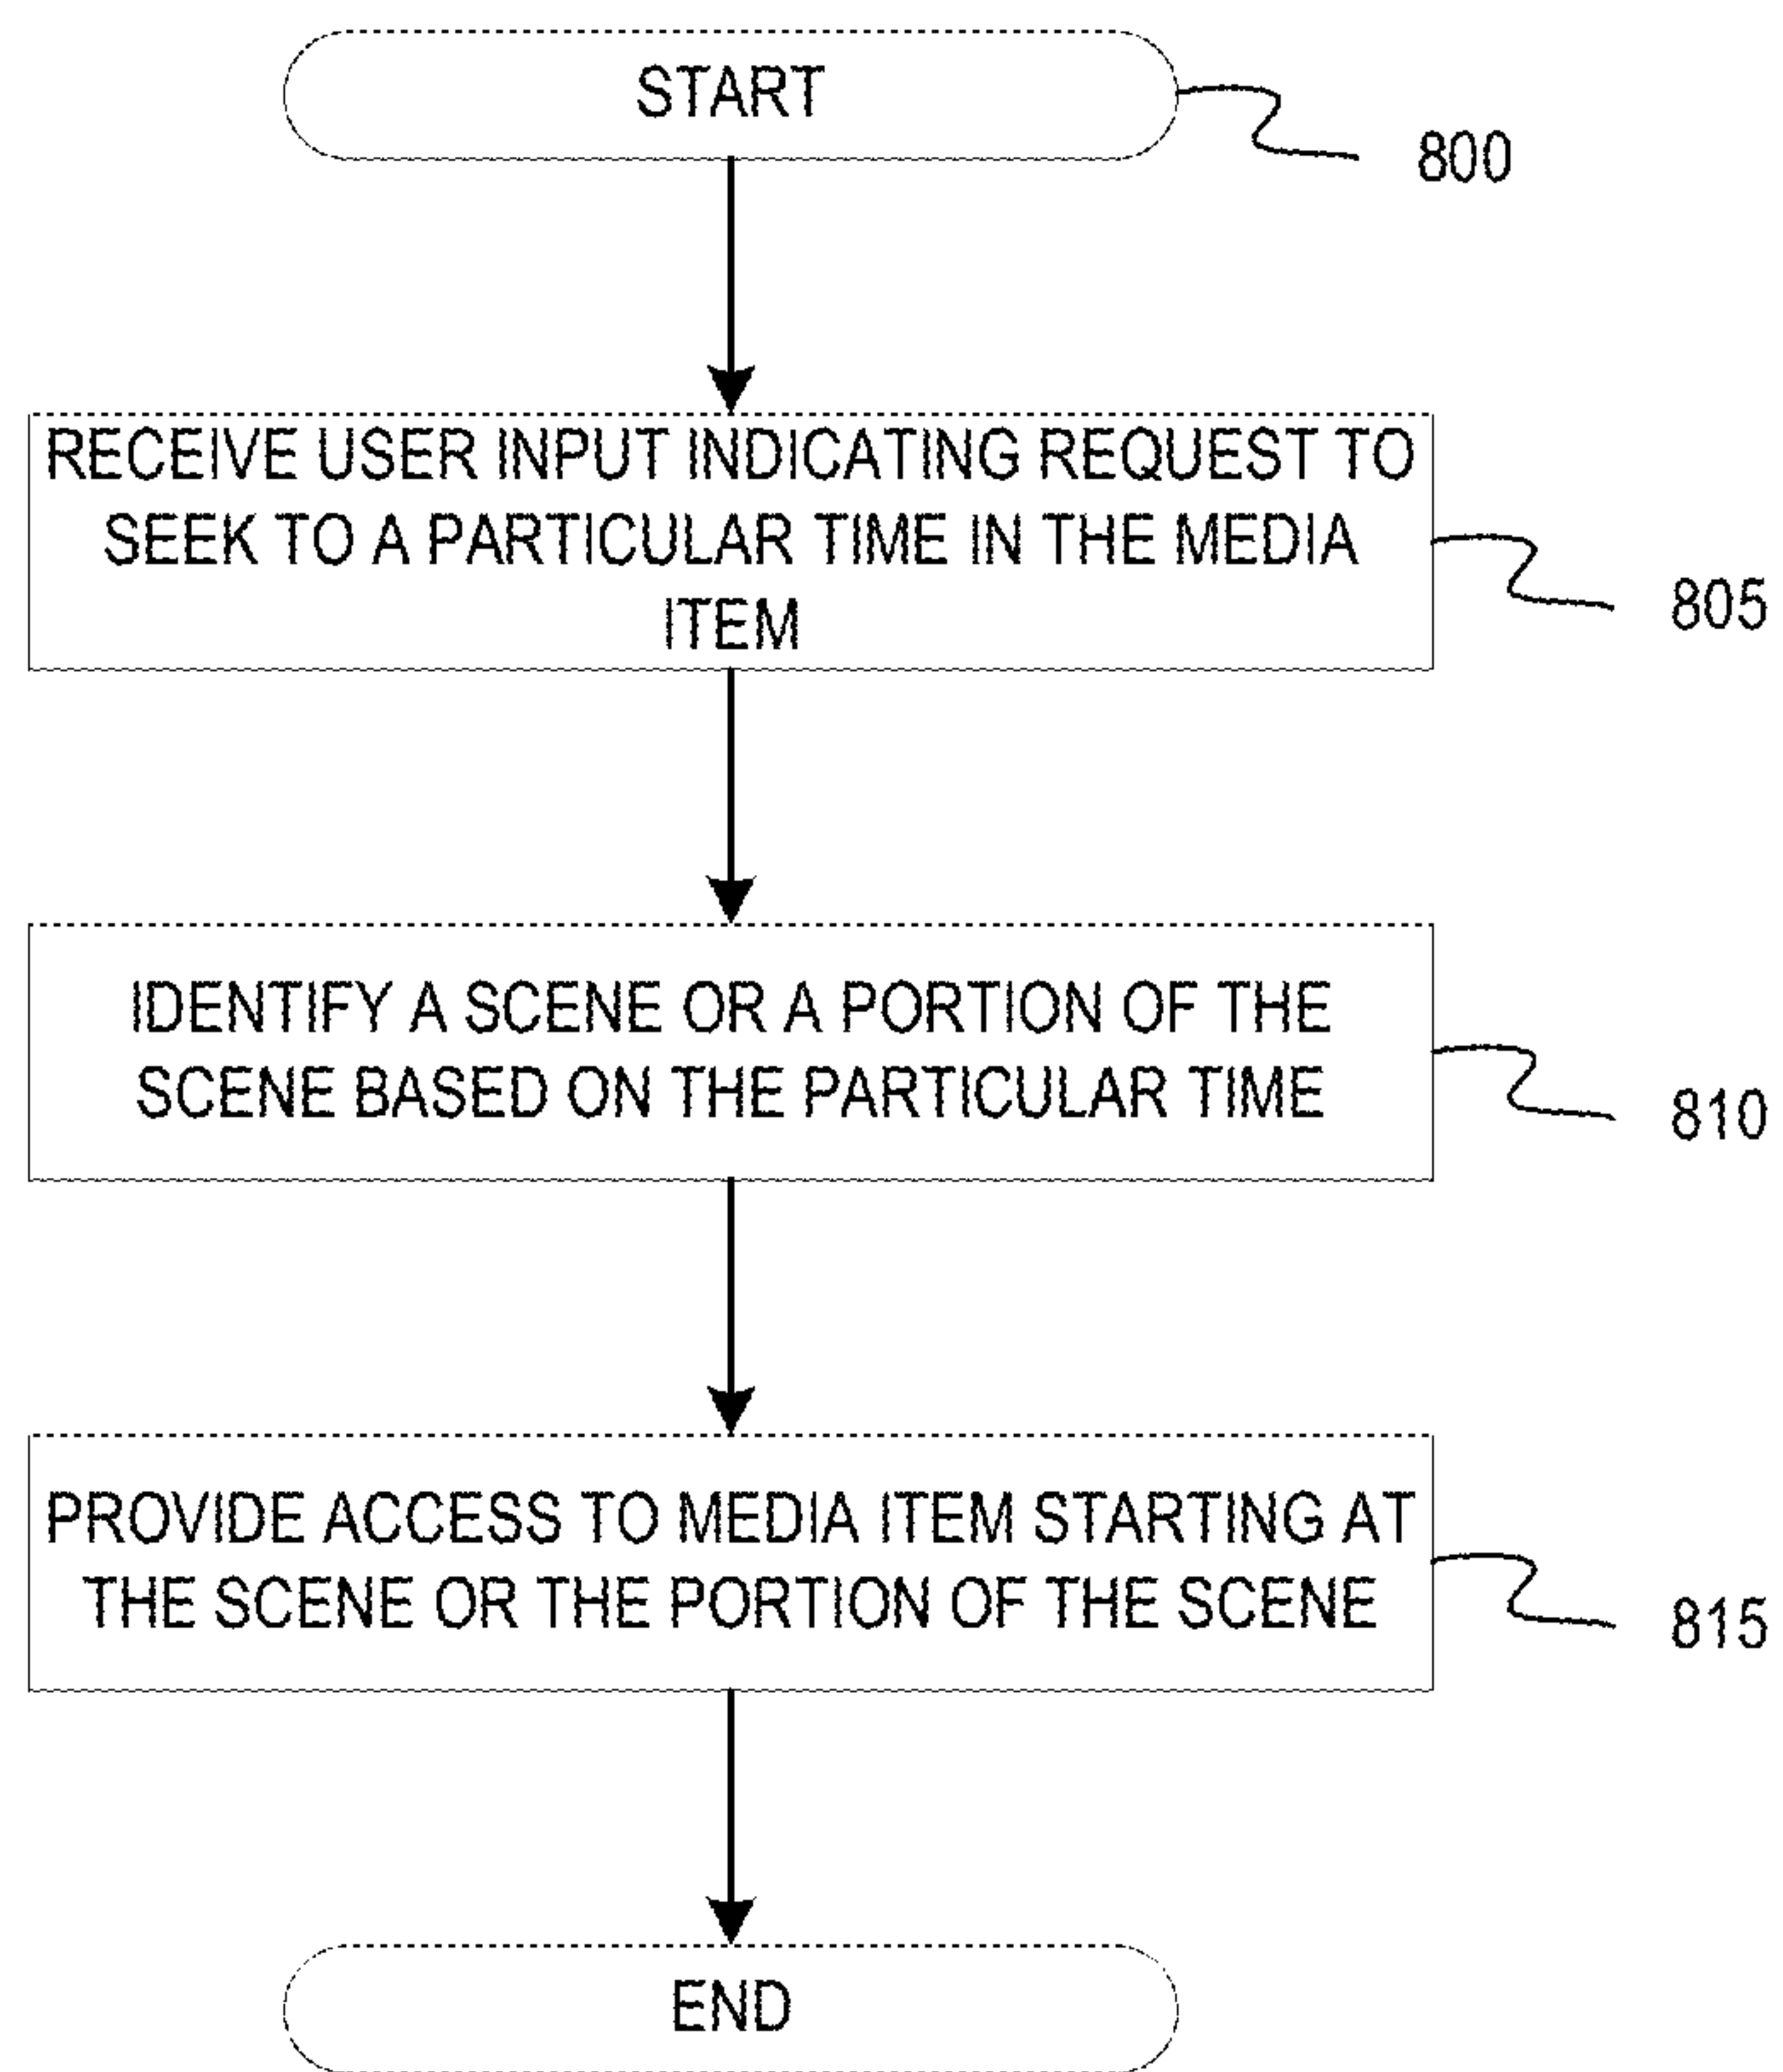 START
800
RECEIVE USER INPUT INDICATING REQUEST TO
SEEK TO A PARTICULAR TIME IN THE MEDIA
ITEM
805
IDENTIFY A SCENE OR A PORTION OF THE
SCENE BASED ON THE PARTICULAR TIME
810
PROVIDE ACCESS TO MEDIA ITEM STARTING AT
THE SCENE OR THE PORTION OF THE SCENE
815
END